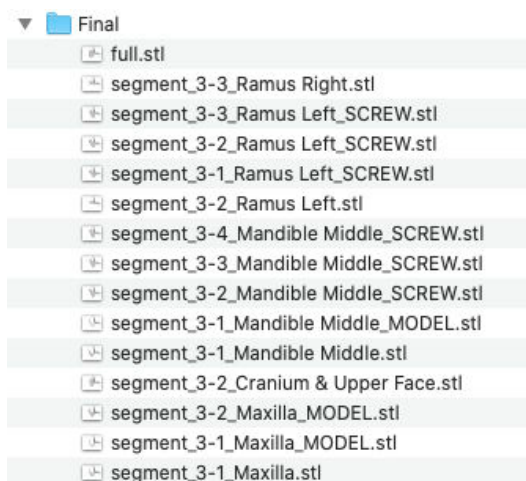 Final
full.stl
segment_3-3_Ramus Right.stl
segment_3-3_Ramus Left_SCREW.stl
segment_3-2_Ramus Left_SCREW.stl
segment_3-1_Ramus Left_SCREW.stl
segment_3-2_Ramus Left.stl
segment_3-4_Mandible Middle_SCREW.stl
segment_3-3_Mandible Middle_SCREW.stl
segment_3-2_Mandible Middle_SCREW.stl
segment_3-1_Mandible Middle_MODEL.stl
segment_3-1_Mandible Middle.stl
segment_3-2_Cranium & Upper Face.stl
segment_3-2_Maxilla_MODEL.stl
segment_3-1_Maxilla_MODEL.stl
segment_3-1_Maxilla.stl